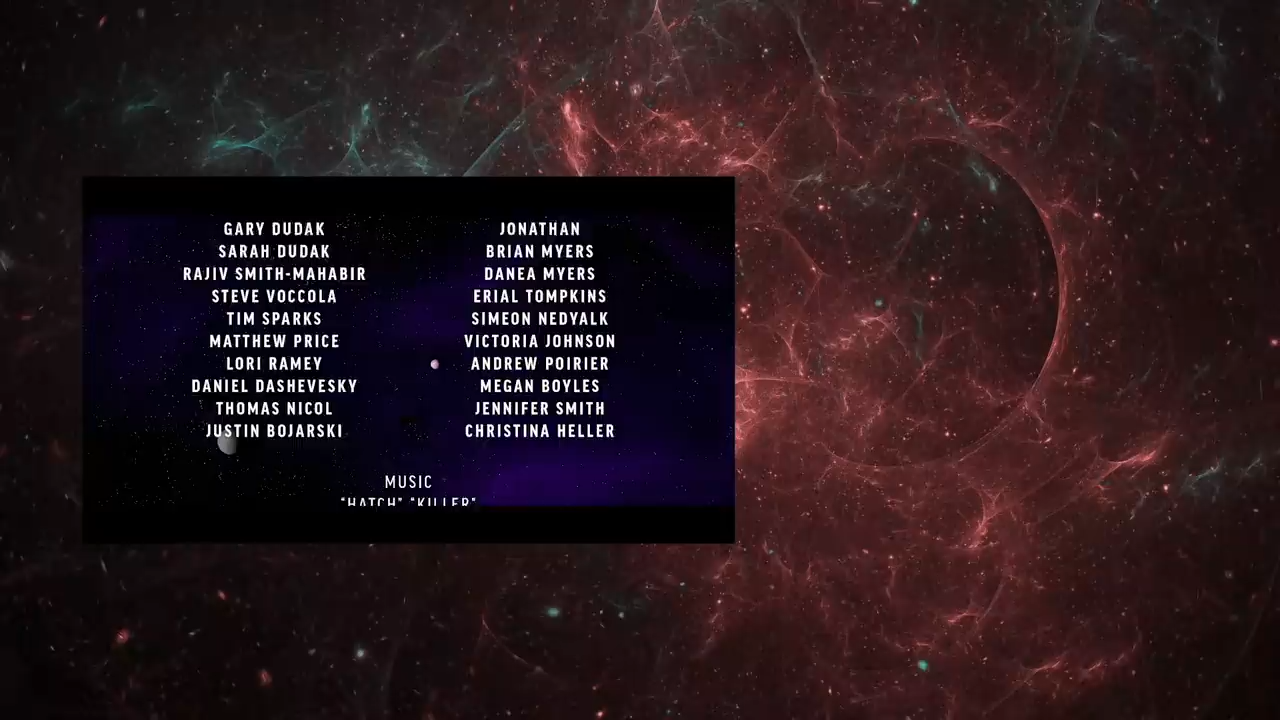 GARY DUDAK
SARAH DUDAK
RAJIV SMITH-MAHABIR
STEVE VOCCOLA
TIM SPARKS
MATTHEW PRICE
LORI RAMEY
DANIEL DASHEVESKY
THOMAS NICOL
JUSTIN BOJARSKI
JONATHAN
BRIAN MYERS
DANEA MYERS
ERIAL TOMPKINS
SIMEON NEDYALK
VICTORIA JOHNSON
ANDREW POIRIER
MEGAN BOYLES
JENNIFER SMITH
CHRISTINA HELLER
MUSIC
"HATCH" "KILLER"